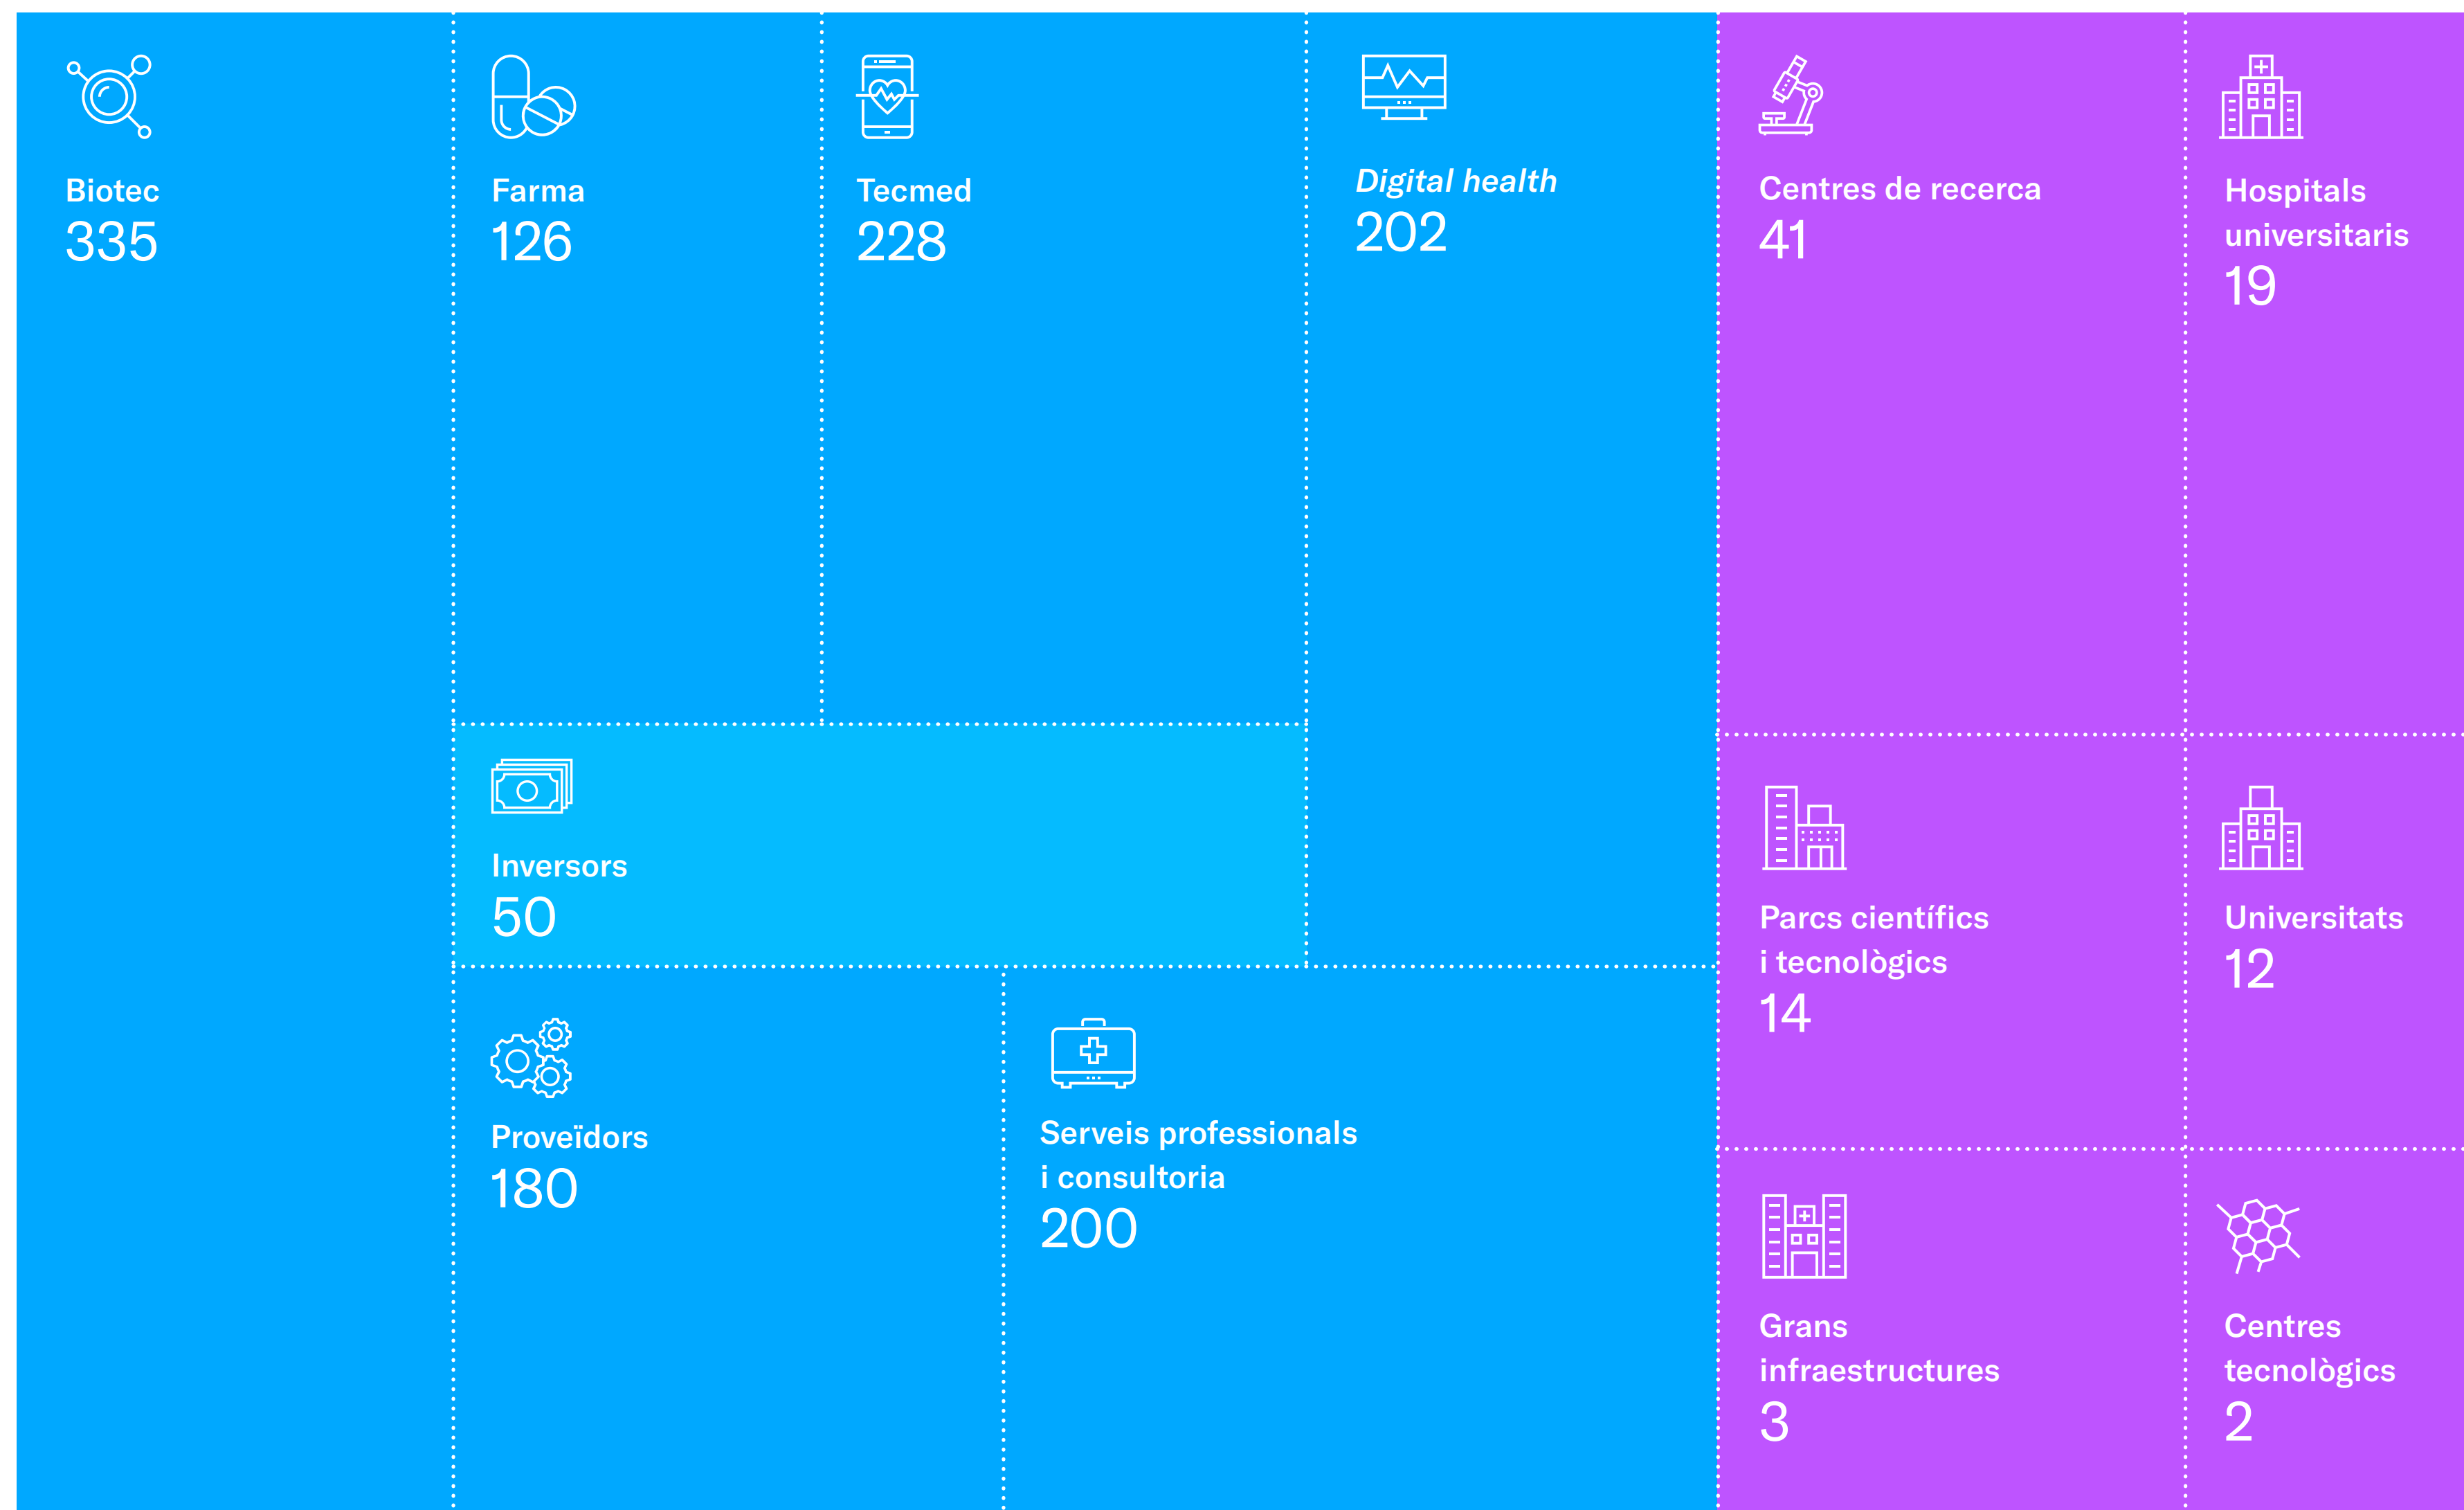 Biotec
335
Farma
126
Tecmed
228
Digital health
202
Centres de recerca
41
Hospitals
universitaris
19
Inversors
50
Parcs científics
i tecnològics
14
Universitats
12
Proveïdors
180
Serveis professionals
i consultoria
200
Grans
infraestructures
3
Centres
tecnològics
2